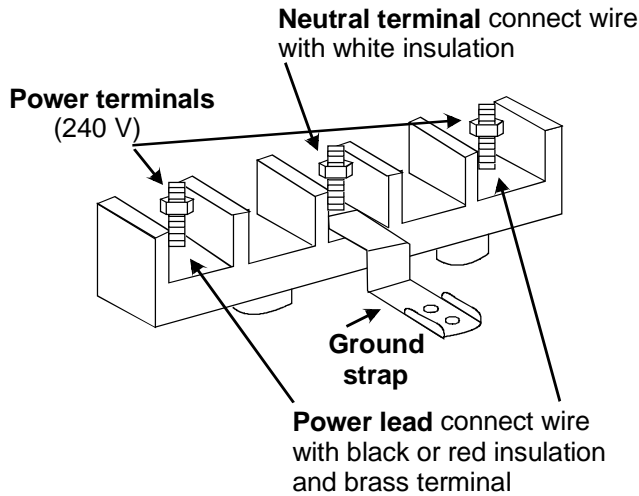 Neutral terminal connect wire
with white insulation
Power terminals
(240 V)
Ground
strap
Power lead connect wire
with black or red insulation
and brass terminal